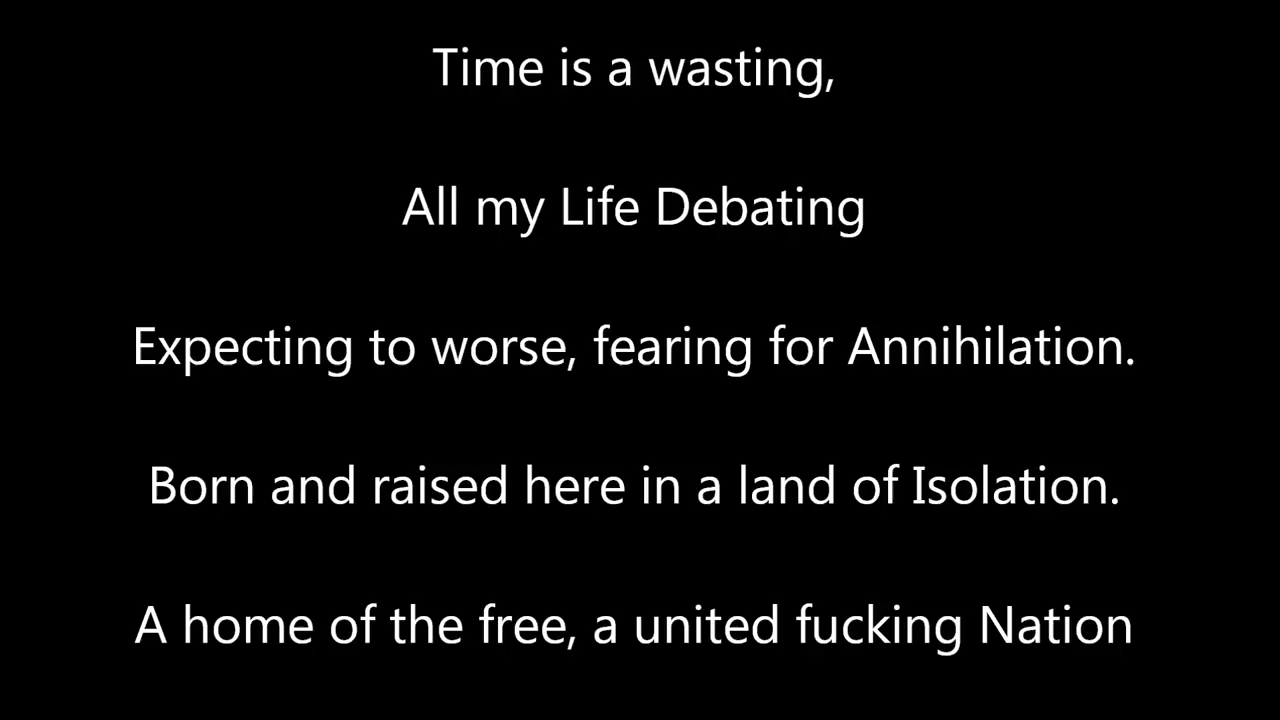 Time is a wasting,
All my Life Debating
Expecting to worse, fearing for Annihilation.
Born and raised here in a land of Isolation.
A home of the free, a united fucking Nation